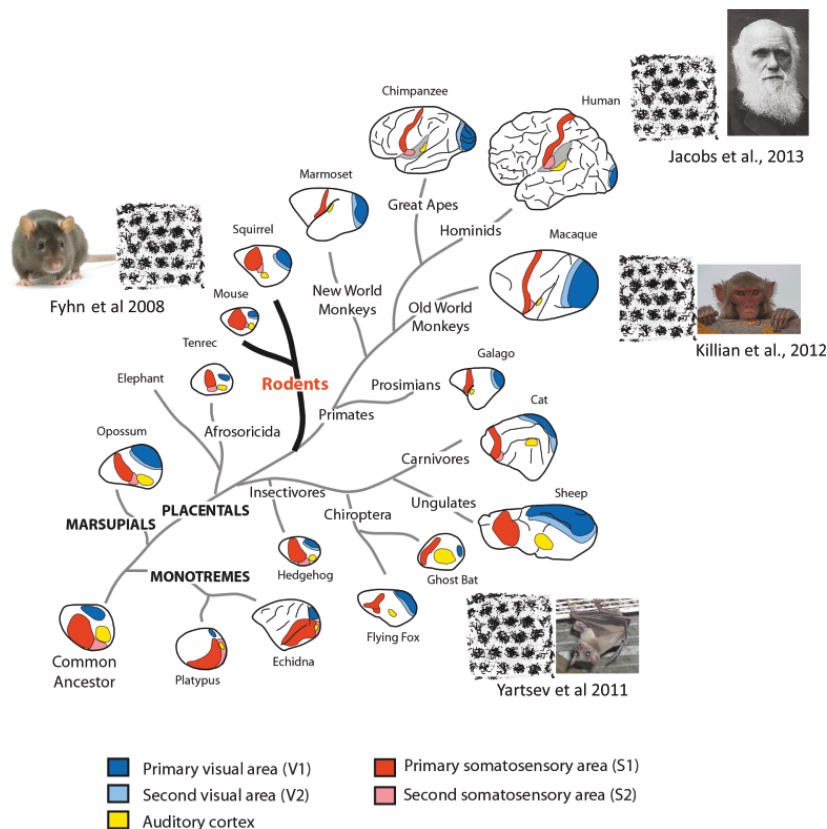 Chimpanzee
Human
Jacobs et al., 2013
Marmoset
Great Apes
Hominids
Squirrel
Macaque
Fyhn et al 2008
Mouse
New World
Monkeys
Old World
Monkeys
Killian et al., 2012
Tenrec
Galago
Elephant
Rodents
Prosimians
Primates
Cat
Opossum
Afrosoricida
Carnivores
Insectivores
Ungulates
Sheep
PLACENTALS
Chiroptera
MARSUPIALS
MONOTREMES
Hedgehog
Ghost Bat
Flying Fox
Common
Ancestor
Platypus
Echidna
Yartsev et al 2011
Primary visual area (V1)
Primary somatosensory area (S1)
Second visual area (V2)
Second somatosensory area (S2)
Auditory cortex